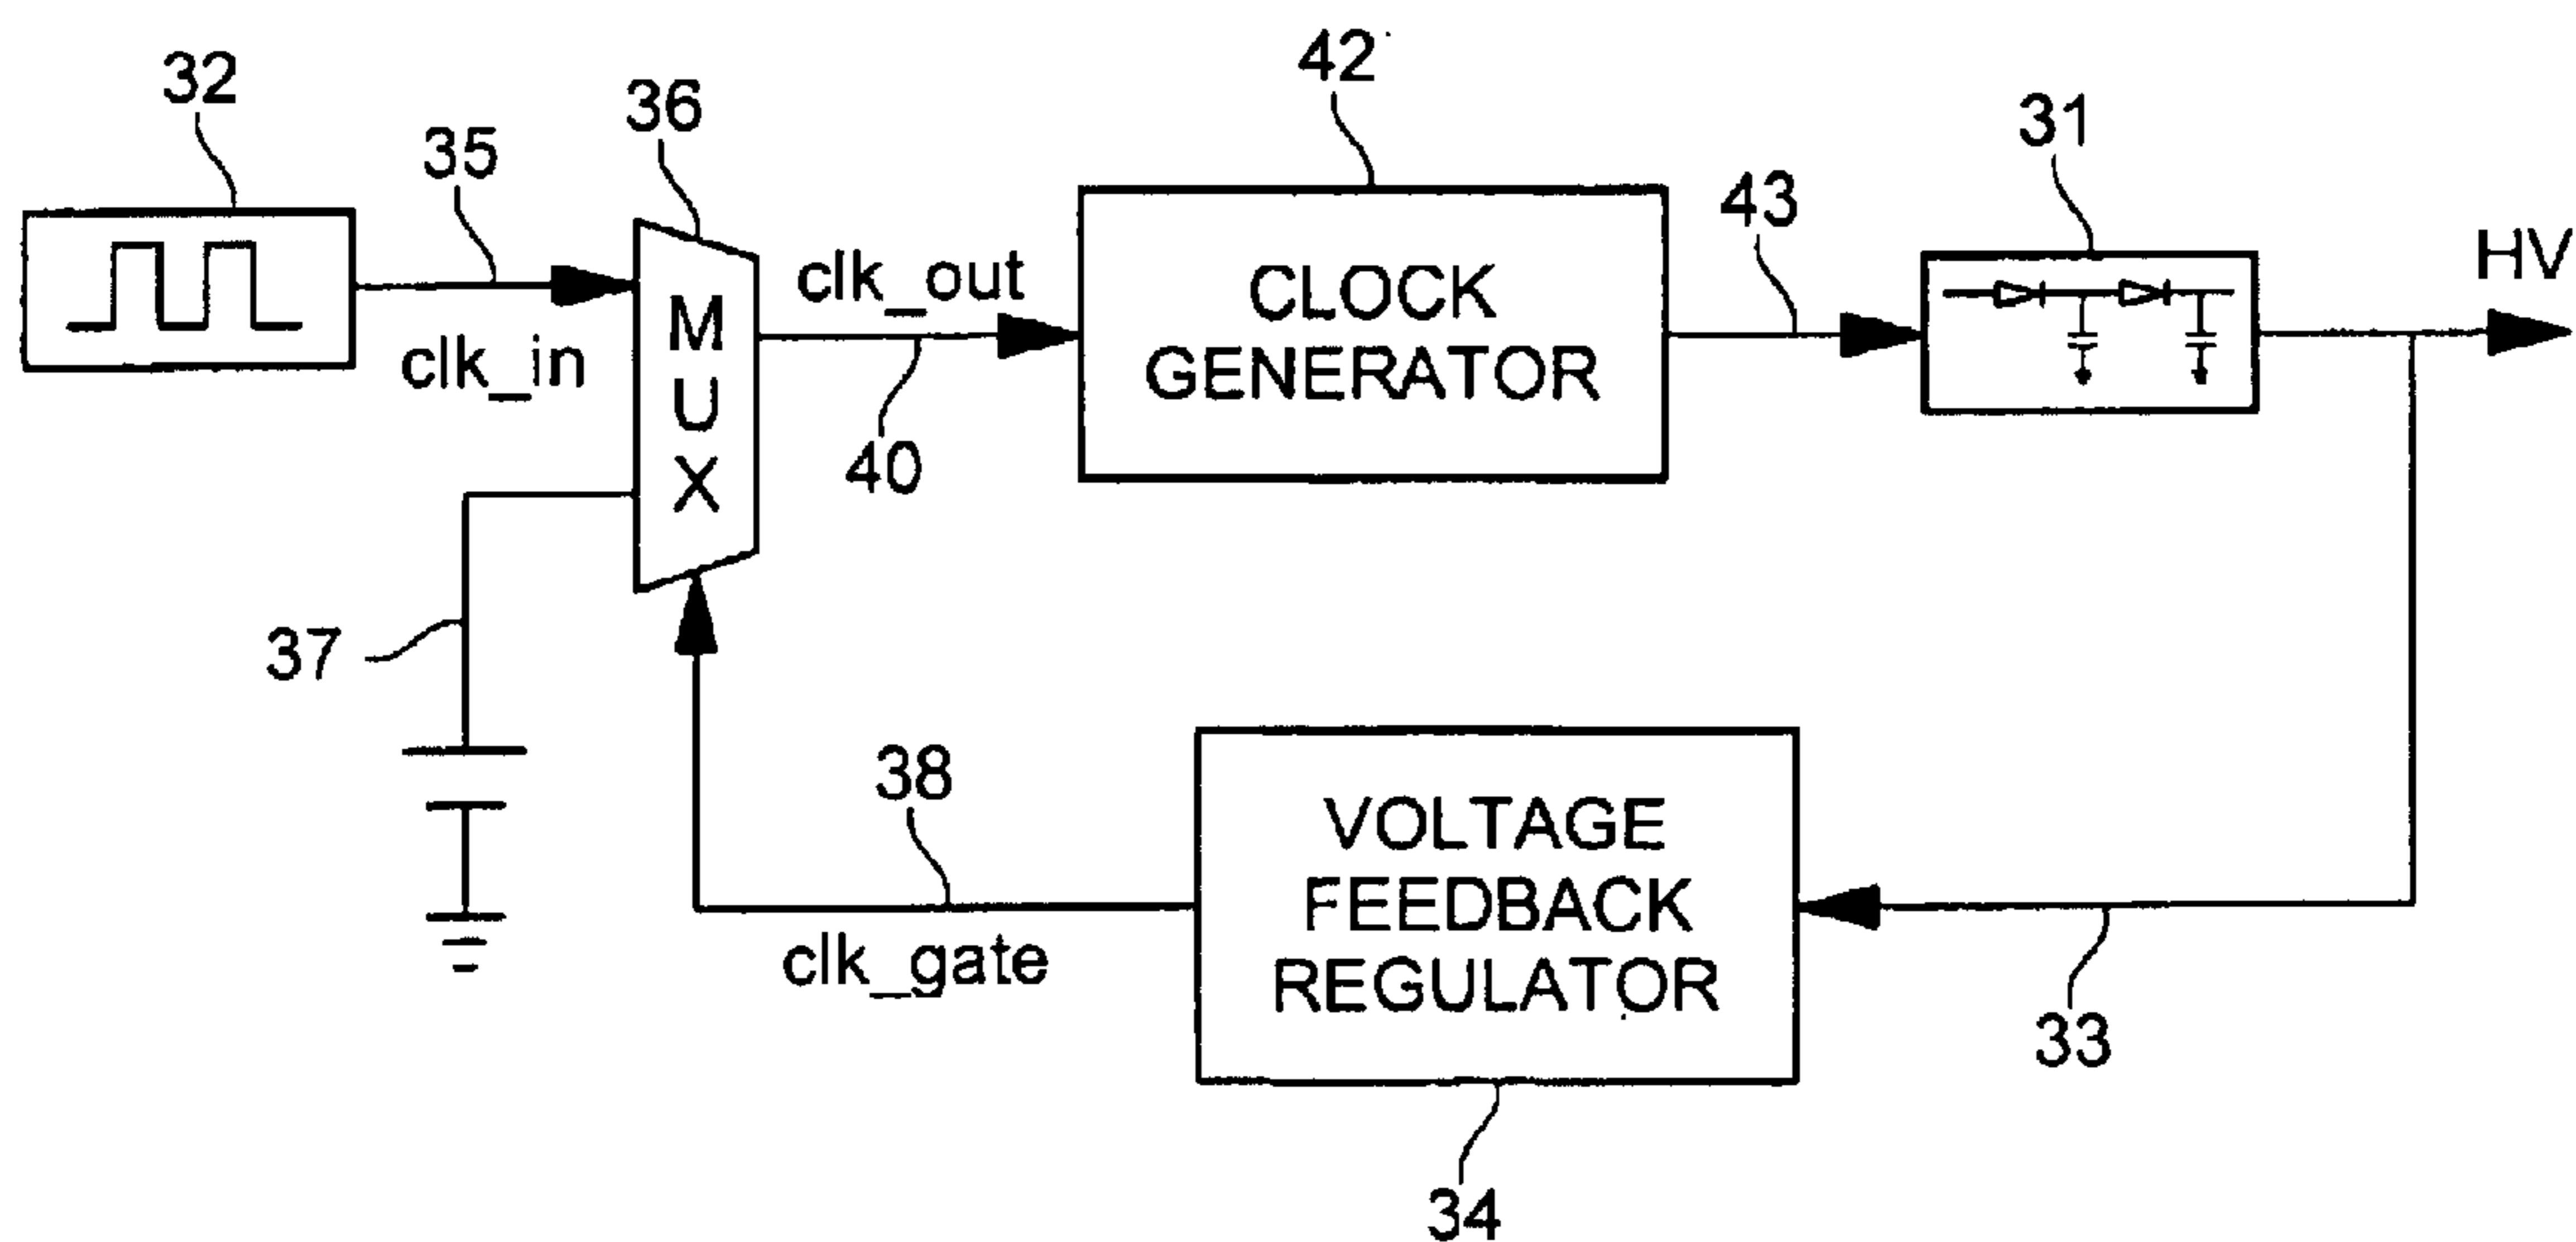 32
35
clk_in
36
MUX
clk_out
40
42
CLOCK
GENERATOR
43
31
HV
37
38
clk_gate
VOLTAGE
FEEDBACK
REGULATOR
34
33